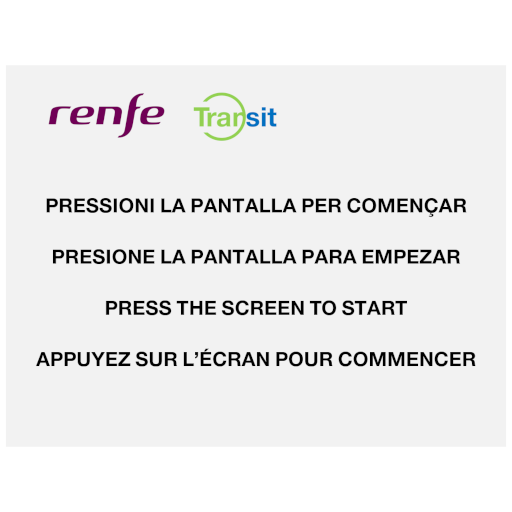 renfe Transit
PRESSIONI LA PANTALLA PER COMENÇAR
PRESIONE LA PANTALLA PARA EMPEZAR
PRESS THE SCREEN TO START
APPUYEZ SUR L’ÉCRAN POUR COMMENCER